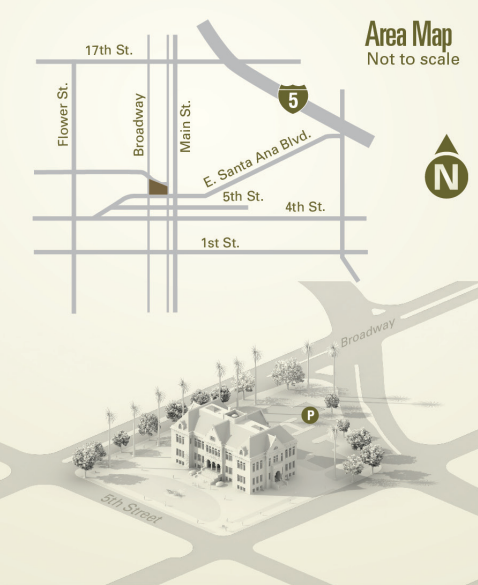 Area Map
Not to scale
17th St.
Flower St.
Broadway
Main St.
5
N
E. Santa Ana Blvd.
5th St.
4th St.
1st St.
Broadway
P
5th Street